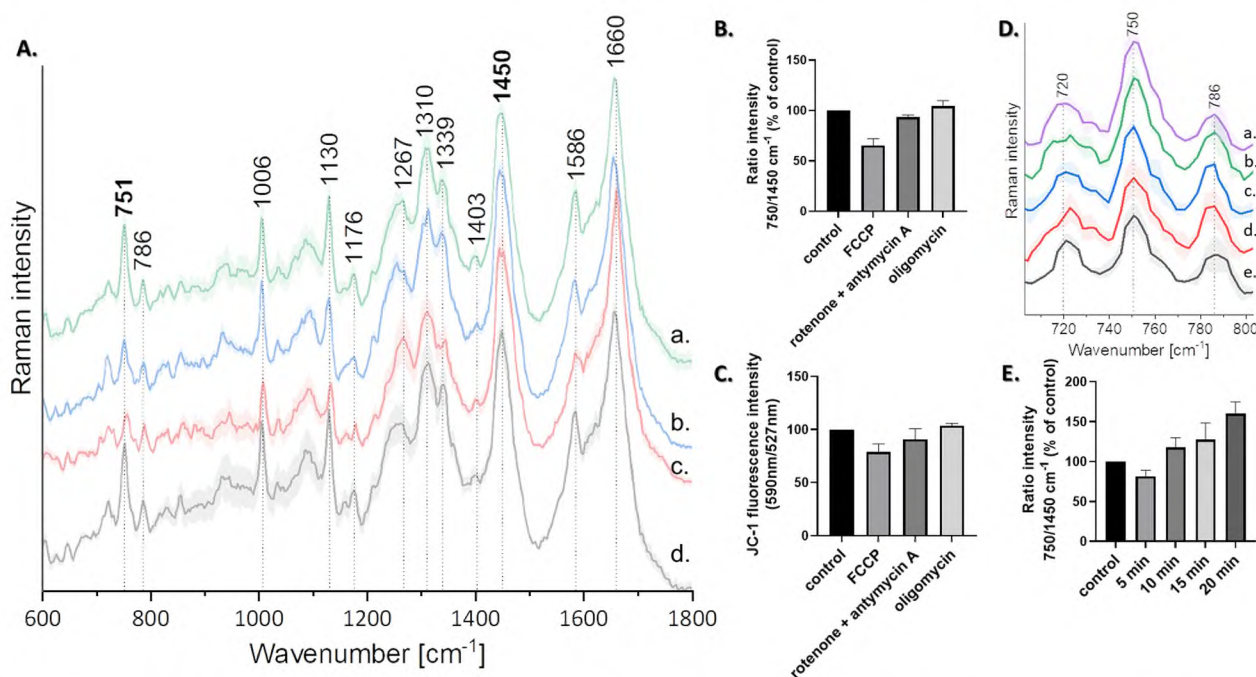 A.
Raman intensity
751
786
1006
1130
1176
1267
1310
1339
1403
1450
1586
1660
a.
b.
c.
d.
600
800
1000
1200
1400
1600
1800
Wavenumber [cm-1]
B.
Ratio intensity
750/1450 cm-1 (% of control)
150
100
50
0
control
FCCP
rotenone + antymycin A
oligomycin
C.
JC-1 fluorescence intensity
(590nm/527nm)
150
100
50
0
control
FCCP
rotenone + antymycin A
oligomycin
D.
Raman intensity
720
750
786
a.
b.
c.
d.
e.
720
740
760
780
800
Wavenumber [cm-1]
E.
Ratio intensity
750/1450 cm-1 (% of control)
200
150
100
50
0
control
5 min
10 min
15 min
20 min